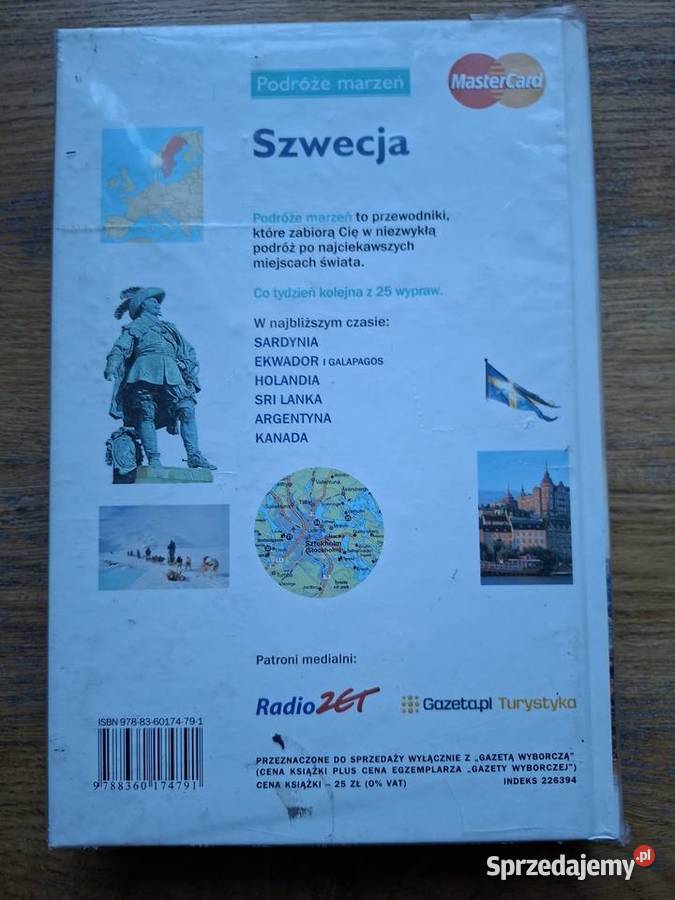 Podróże marzeń
MasterCard
Szwecja
Podróże marzeń to przewodniki,
które zabiorą Cię w niezwykłą
podróż po najciekawszych
miejscach świata.
Co tydzień kolejna z 25 wypraw.
W najbliższym czasie:
SARDYNIA
EKWADOR I GALAPAGOS
HOLANDIA
SRI LANKA
ARGENTYNA
KANADA
Sztokholm
(Stockholm)
Patroni medialni:
Radio ZET
Gazeta.pl Turystyka
ISBN 978-83-60174-79-1
9 788360 174791
PRZEZNACZONE DO SPRZEDAŻY WYŁĄCZNIE Z „GAZETĄ WYBORCZĄ”
(CENA KSIĄŻKI PLUS CENA EGZEMPLARZA „GAZETY WYBORCZEJ”)
CENA KSIĄŻKI – 25 ZŁ (0% VAT) INDEKS 226394
Sprzedajemy.pl